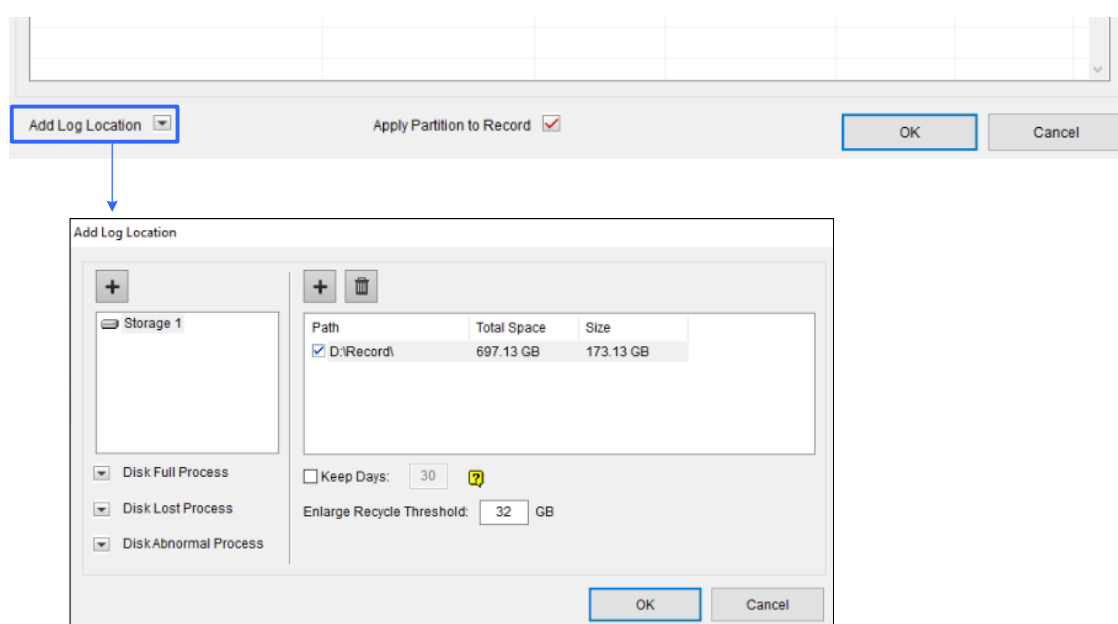 Add Log Location
Apply Partition to Record
OK
Cancel
Add Log Location
Storage 1
Path Total Space Size
D:\Record\ 697.13 GB 173.13 GB
Disk Full Process
Keep Days: 30
Disk Lost Process
Enlarge Recycle Threshold: 32 GB
Disk Abnormal Process
OK
Cancel